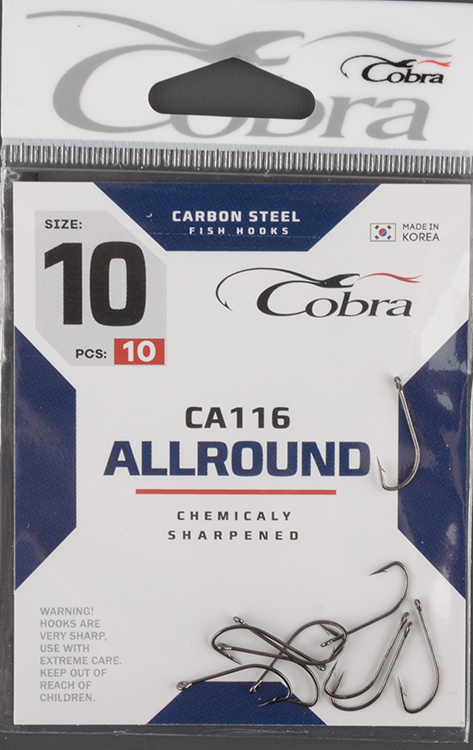 Cobra
Cobra
SIZE:
10
PCS: 10
CARBON STEEL
FISH HOOKS
MADE IN
KOREA
Cobra
CA116
ALLROUND
CHEMICALY
SHARPENED
WARNING!
HOOKS ARE
VERY SHARP,
USE WITH
EXTREME CARE.
KEEP OUT OF
REACH OF
CHILDREN.